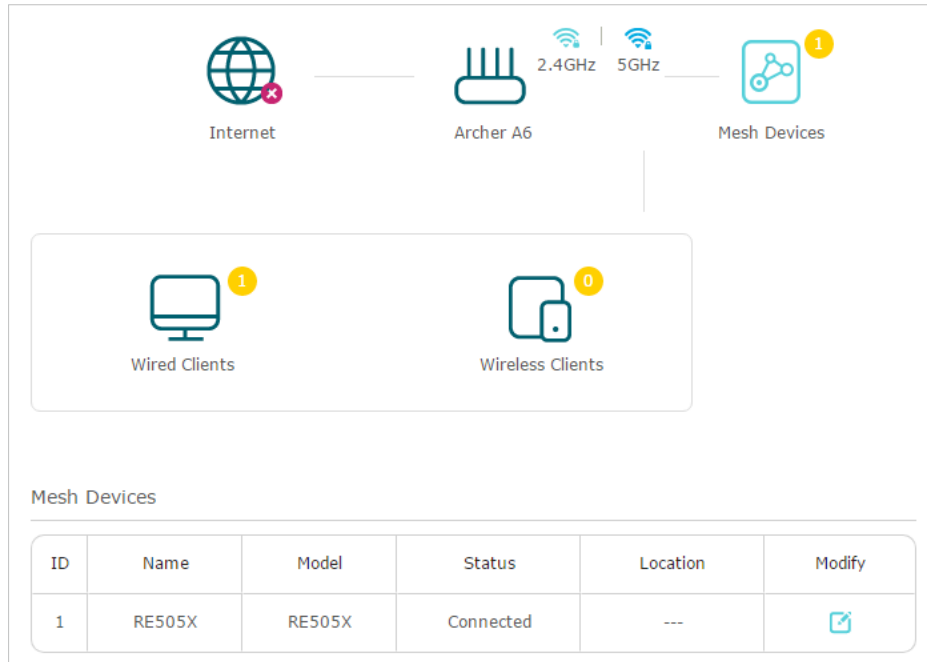 1
2.4GHz 5GHz
Internet Archer A6 Mesh Devices
1 0
Wired Clients Wireless Clients
Mesh Devices
ID Name Model Status Location Modify
1 RE505X RE505X Connected ---